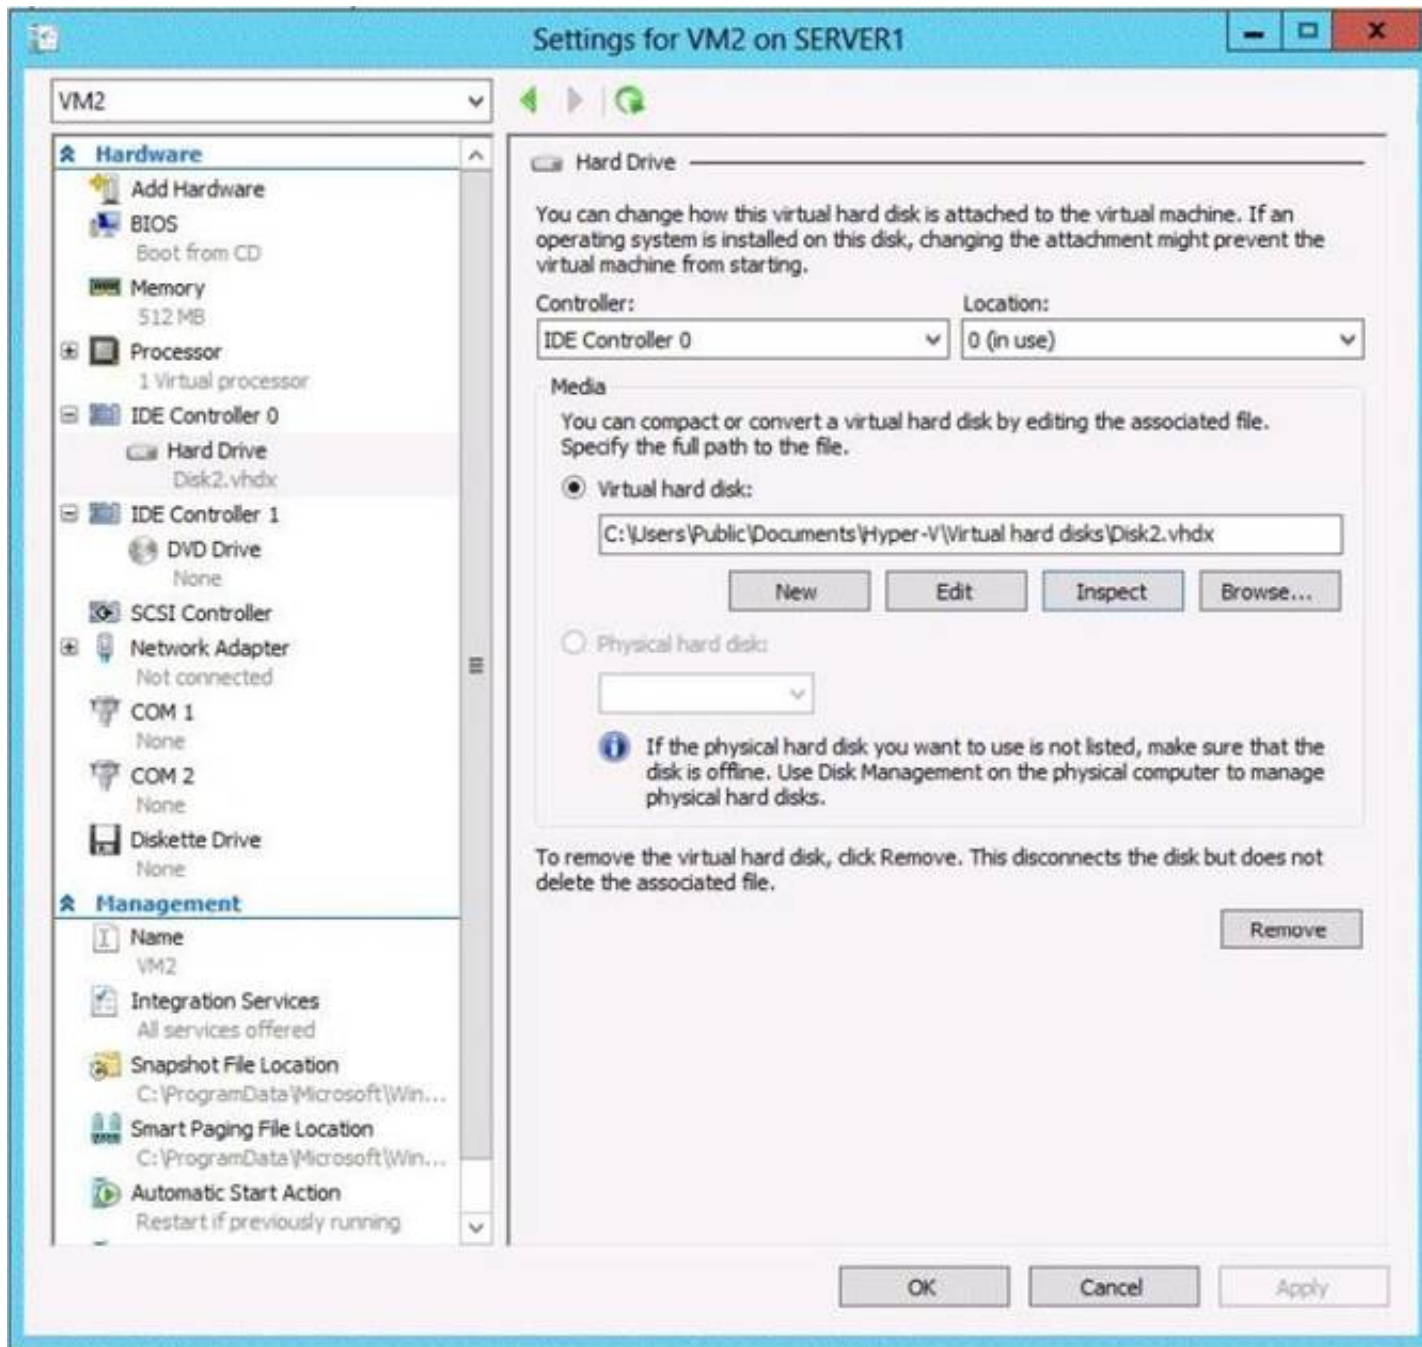 Settings for VM2 on SERVER1
VM2
Hardware
Add Hardware
BIOS
Boot from CD
Memory
512 MB
Processor
1 Virtual processor
IDE Controller 0
Hard Drive
Disk2.vhdx
IDE Controller 1
DVD Drive
None
SCSI Controller
Network Adapter
Not connected
COM 1
None
COM 2
None
Diskette Drive
None
Management
Name
VM2
Integration Services
All services offered
Snapshot File Location
C:\ProgramData\Microsoft\Win...
Smart Paging File Location
C:\ProgramData\Microsoft\Win...
Automatic Start Action
Restart if previously running
Hard Drive
You can change how this virtual hard disk is attached to the virtual machine. If an
operating system is installed on this disk, changing the attachment might prevent the
virtual machine from starting.
Controller:
Location:
IDE Controller 0
0 (in use)
Media
You can compact or convert a virtual hard disk by editing the associated file.
Specify the full path to the file.
Virtual hard disk:
C:\Users\Public\Documents\Hyper-V\Virtual hard disks\Disk2.vhdx
New
Edit
Inspect
Browse...
Physical hard disk:
If the physical hard disk you want to use is not listed, make sure that the
disk is offline. Use Disk Management on the physical computer to manage
physical hard disks.
To remove the virtual hard disk, click Remove. This disconnects the disk but does not
delete the associated file.
Remove
OK
Cancel
Apply